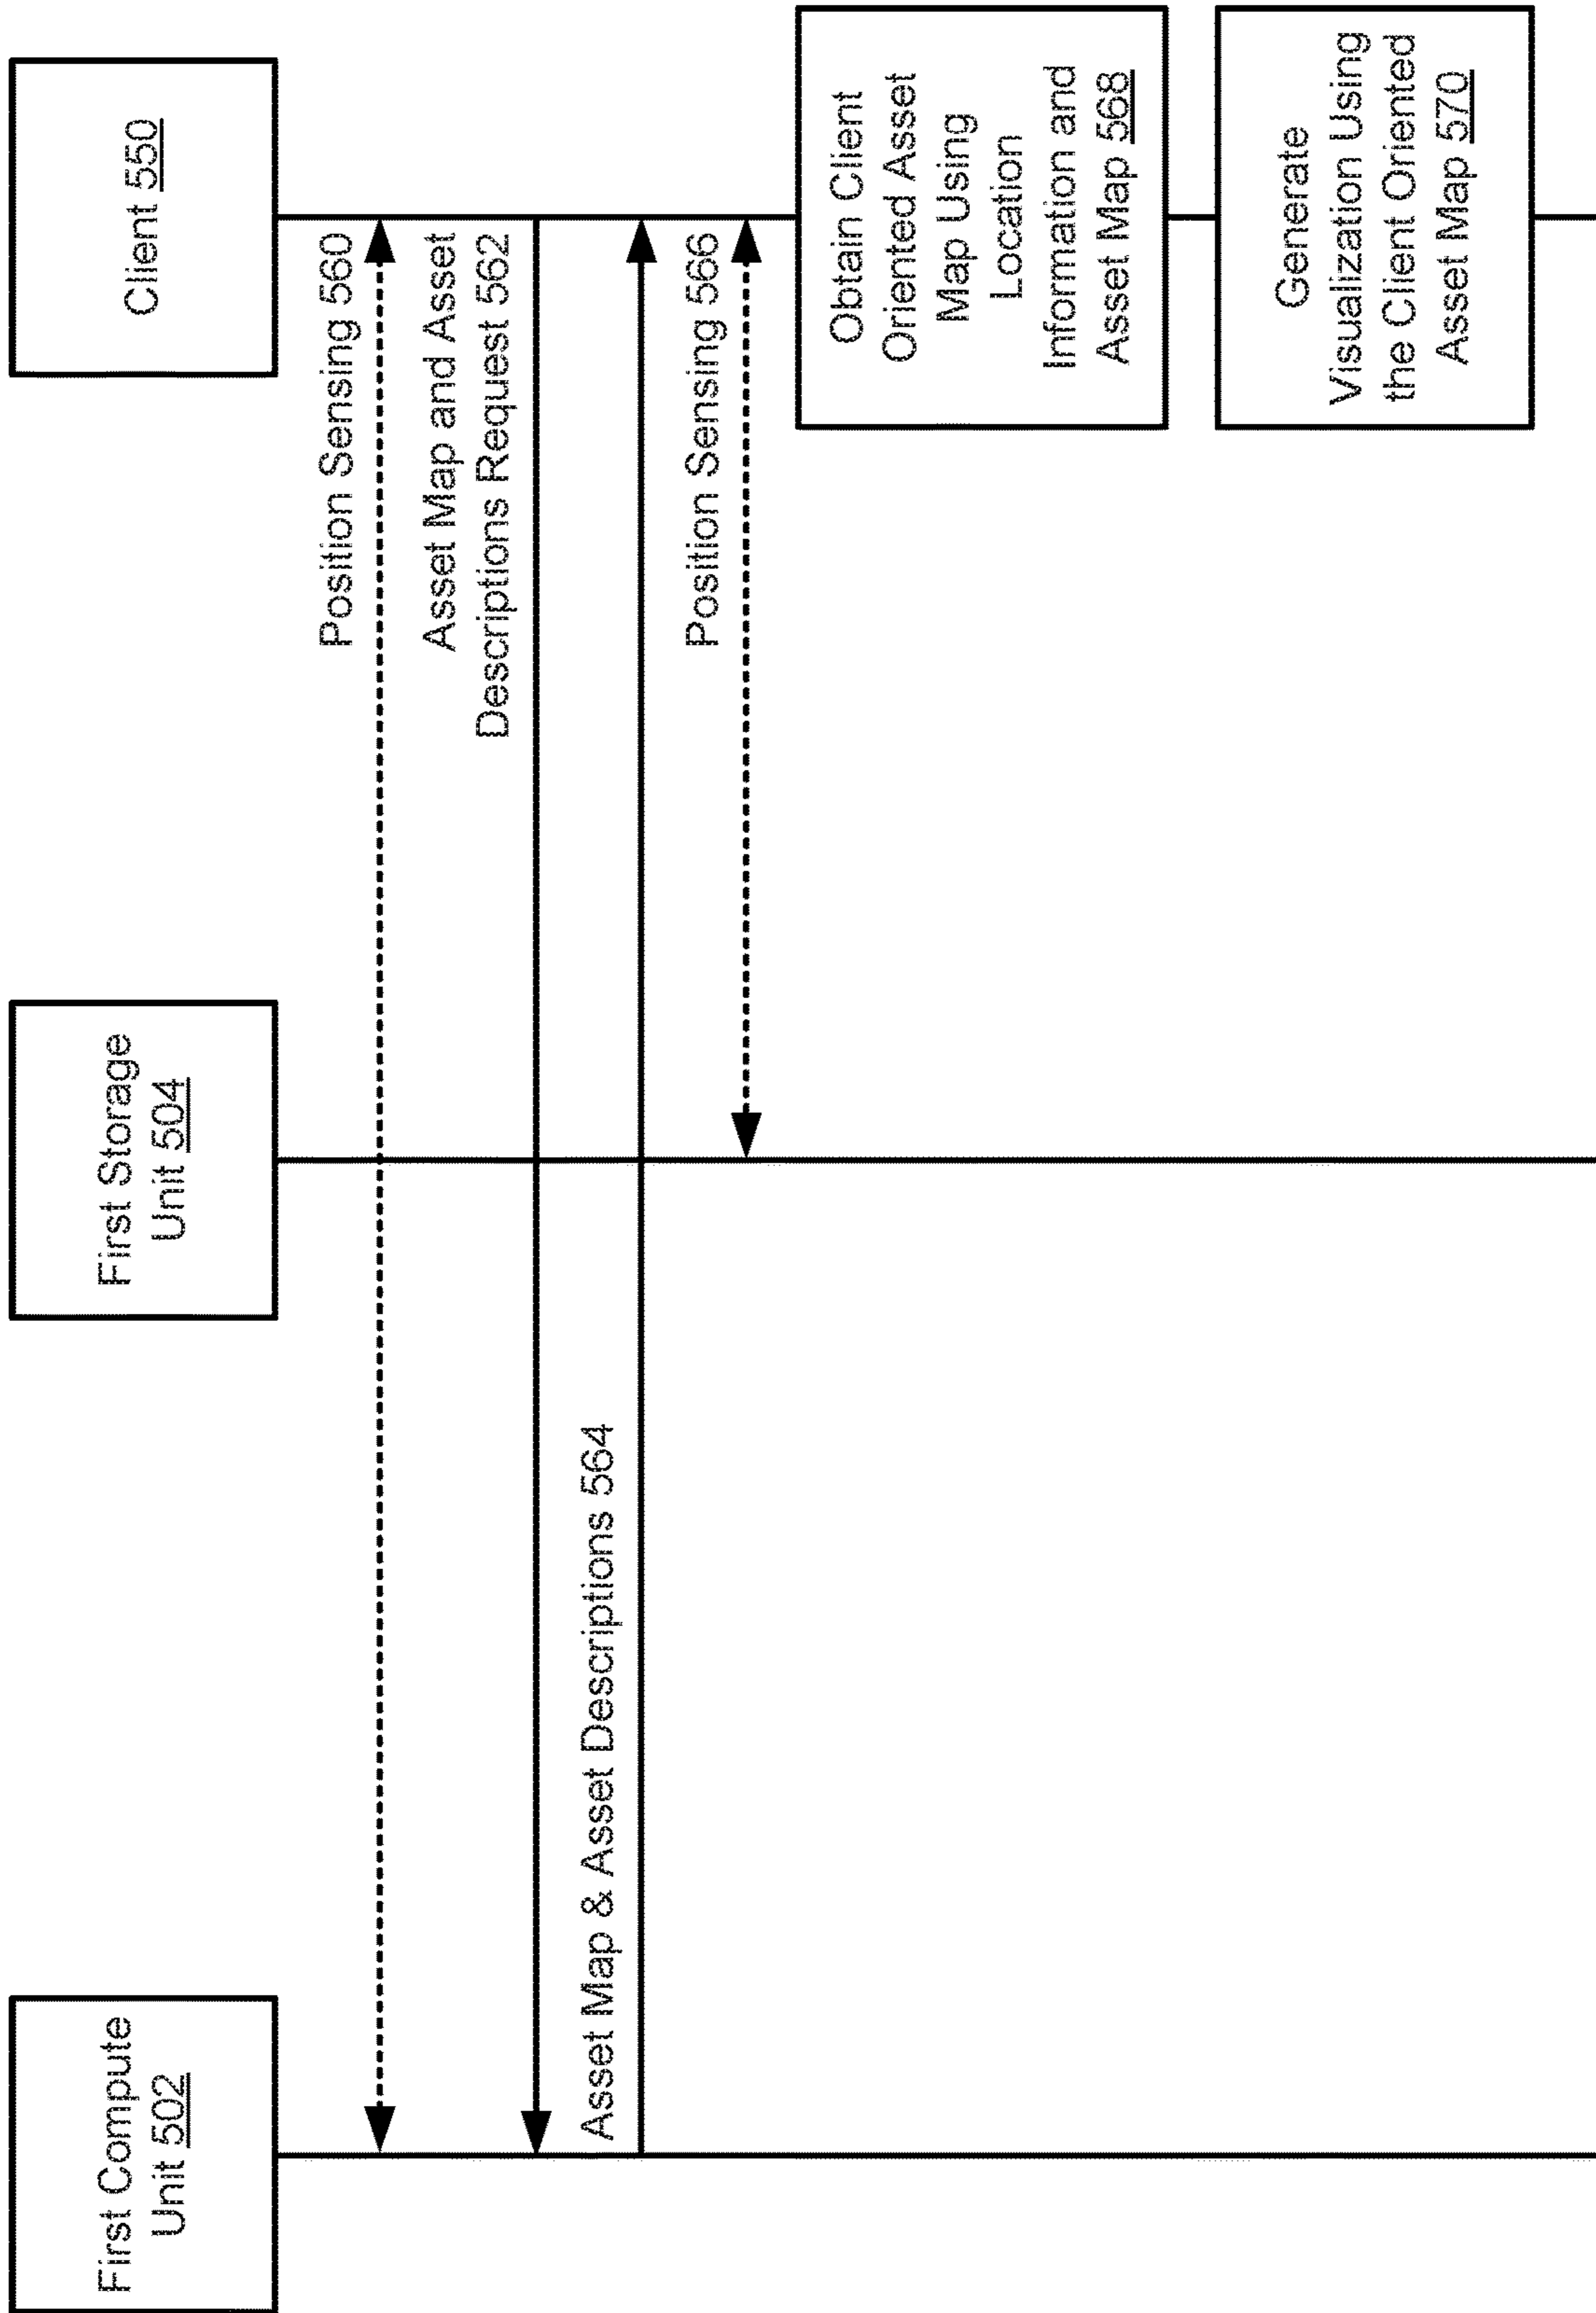 First Compute
Unit 502
First Storage
Unit 504
Client 550
Position Sensing 560
Asset Map and Asset
Descriptions Request 562
Asset Map & Asset Descriptions 564
Position Sensing 566
Obtain Client
Oriented Asset
Map Using
Location
Information and
Asset Map 568
Generate
Visualization Using
the Client Oriented
Asset Map 570